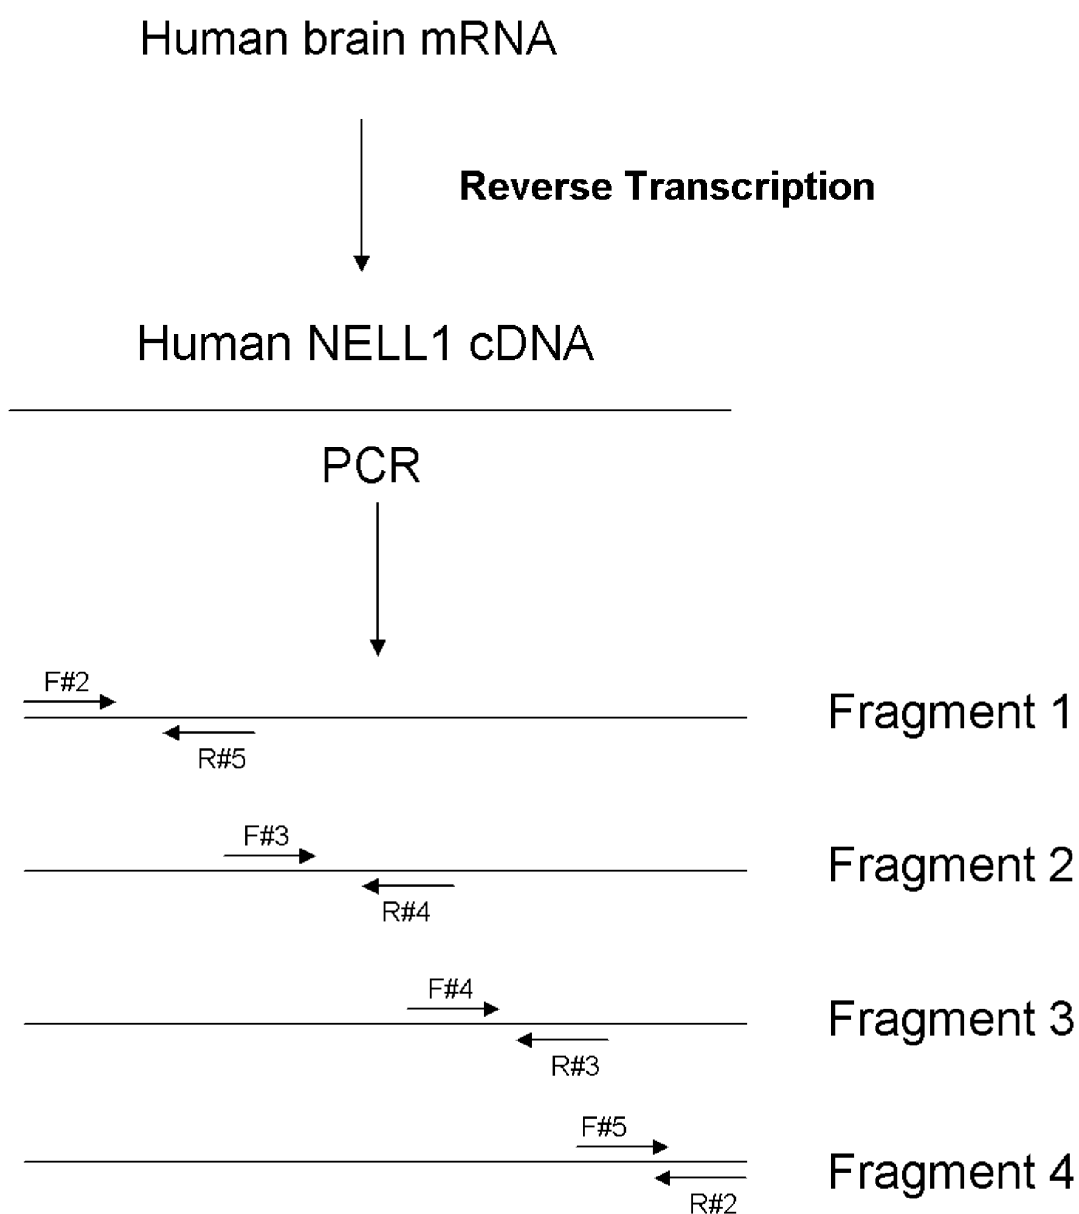 Human brain mRNA
Reverse Transcription
Human NELL1 cDNA
PCR
F#2
Fragment 1
R#5
F#3
Fragment 2
R#4
F#4
Fragment 3
R#3
F#5
Fragment 4
R#2